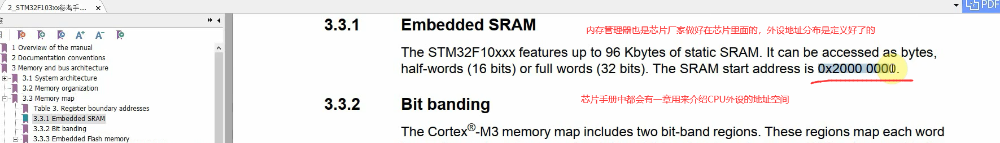 2_STM32F103xx参考手... ×
PDF
签
A+ A-
1 Overview of the manual
2 Documentation conventions
3 Memory and bus architecture
3.1 System architecture
3.2 Memory organization
3.3 Memory map
Table 3. Register boundary addresses
3.3.1 Embedded SRAM
3.3.2 Bit banding
3.3.3 Embedded Flash memory
3.3.1 Embedded SRAM
内存管理器也是芯片厂家做好在芯片里面的，外设地址分布是定义好了的
The STM32F10xxx features up to 96 Kbytes of static SRAM. It can be accessed as bytes,
half-words (16 bits) or full words (32 bits). The SRAM start address is 0x2000 0000.
芯片手册中都会有一章用来介绍CPU外设的地址空间
3.3.2 Bit banding
The Cortex®-M3 memory map includes two bit-band regions. These regions map each word